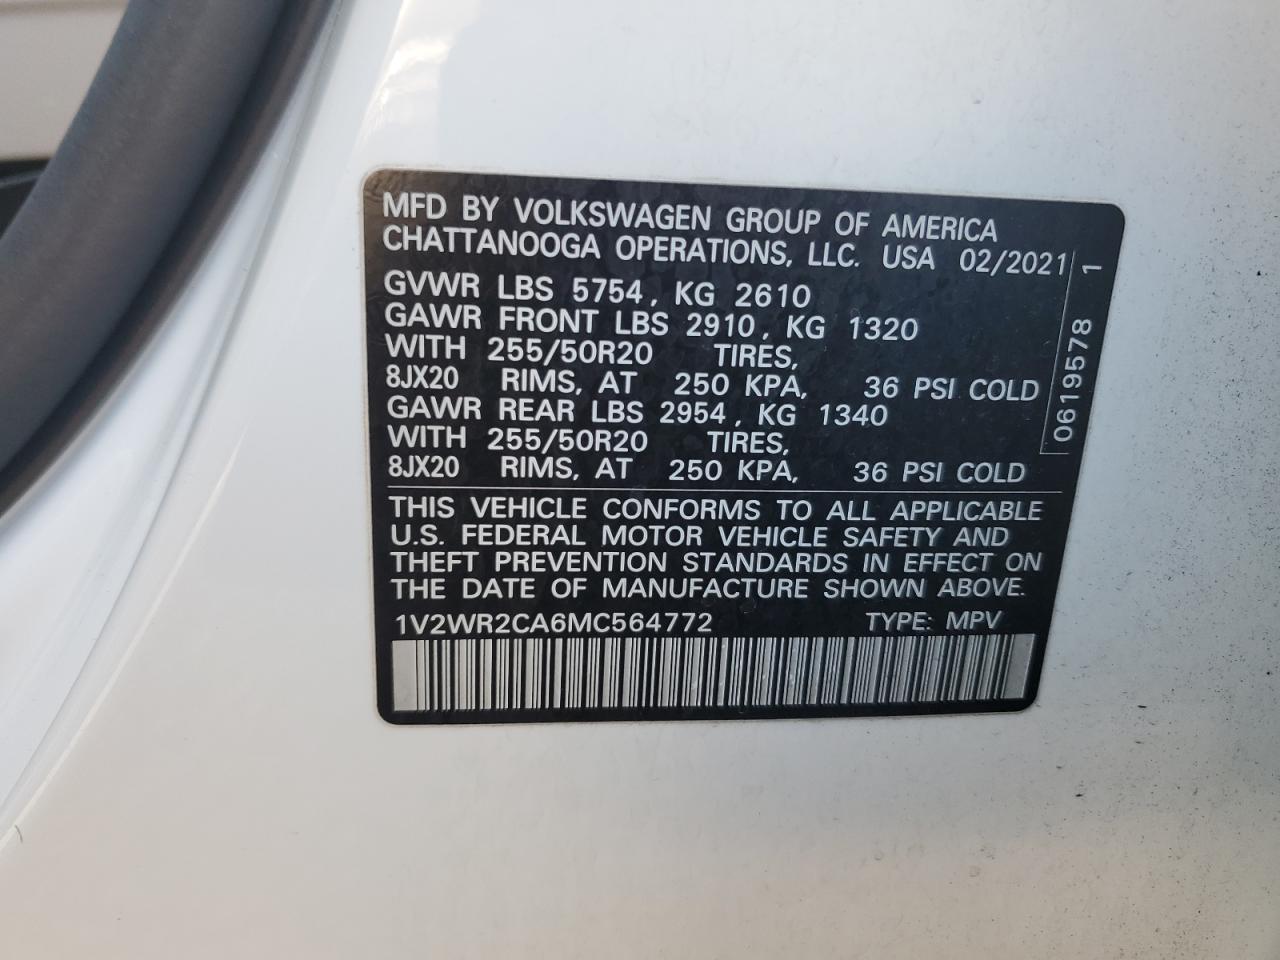 MFD BY VOLKSWAGEN GROUP OF AMERICA
CHATTANOOGA OPERATIONS, LLC. USA 02/2021
GVWR LBS 5754, KG 2610
GAWR FRONT LBS 2910, KG 1320
WITH 255/50R20 TIRES,
8JX20 RIMS, AT 250 KPA, 36 PSI COLD
GAWR REAR LBS 2954, KG 1340
WITH 255/50R20 TIRES,
8JX20 RIMS, AT 250 KPA, 36 PSI COLD
0619578 1
THIS VEHICLE CONFORMS TO ALL APPLICABLE
U.S. FEDERAL MOTOR VEHICLE SAFETY AND
THEFT PREVENTION STANDARDS IN EFFECT ON
THE DATE OF MANUFACTURE SHOWN ABOVE.
1V2WR2CA6MC564772 TYPE: MPV